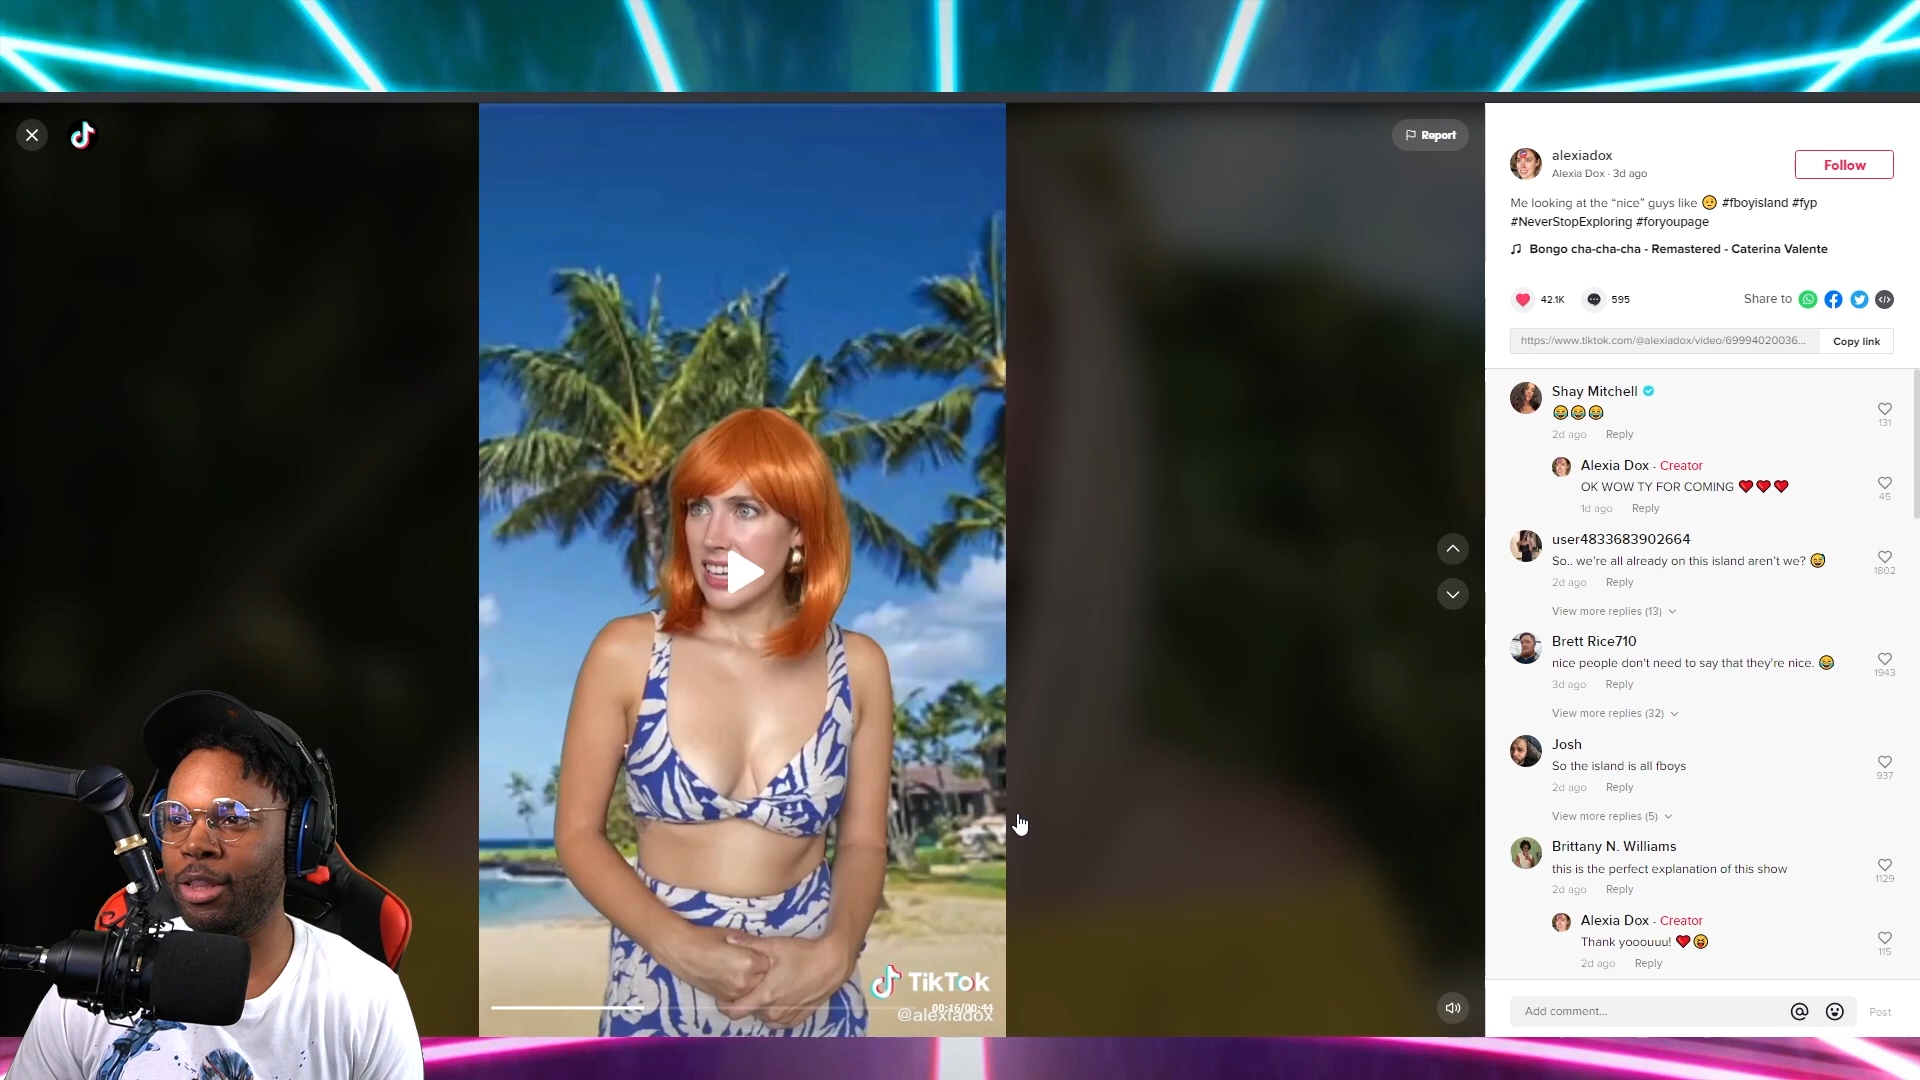 Report
TikTok
00:16/00:44
@alexiadox
alexiadox
Alexia Dox · 3d ago
Follow
Me looking at the “nice” guys like 🫤 #fboyisland #fyp
#NeverStopExploring #foryoupage
Bongo cha-cha-cha - Remastered - Caterina Valente
42.1K
595
Share to
https://www.tiktok.com/@alexiadox/video/69994020036...
Copy link
Shay Mitchell
😂😂😂
131
2d ago Reply
Alexia Dox · Creator
OK WOW TY FOR COMING ❤️❤️❤️
45
1d ago Reply
user4833683902664
So.. we're all already on this island aren't we? 😅
1802
2d ago Reply
View more replies (13)
Brett Rice710
nice people don't need to say that they're nice. 😂
1943
3d ago Reply
View more replies (32)
Josh
So the island is all fboys
937
2d ago Reply
View more replies (5)
Brittany N. Williams
this is the perfect explanation of this show
1129
2d ago Reply
Alexia Dox · Creator
Thank yooouuu! ❤️😝
115
2d ago Reply
Add comment...
Post